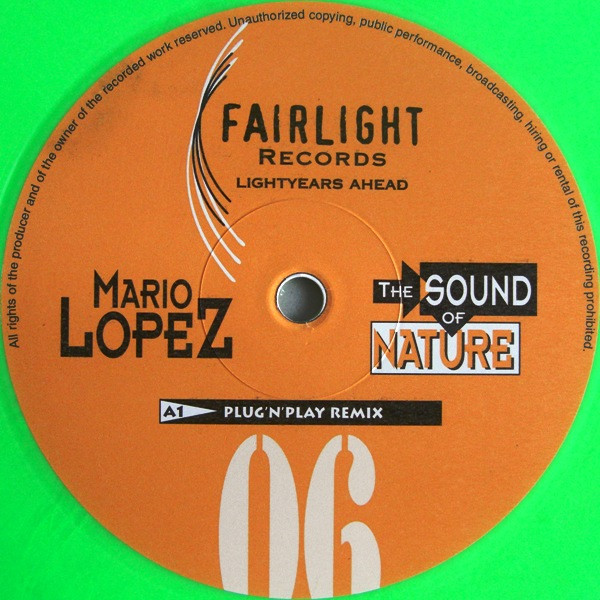 All rights of the producer and of the owner of the recorded work reserved. Unauthorized copying, public performance, broadcasting, hiring or rental of this recording prohibited.
FAIRLIGHT
RECORDS
LIGHTYEARS AHEAD
MARIO
LOPEZ
THE SOUND
OF
NATURE
A1 PLUG'N'PLAY REMIX
06